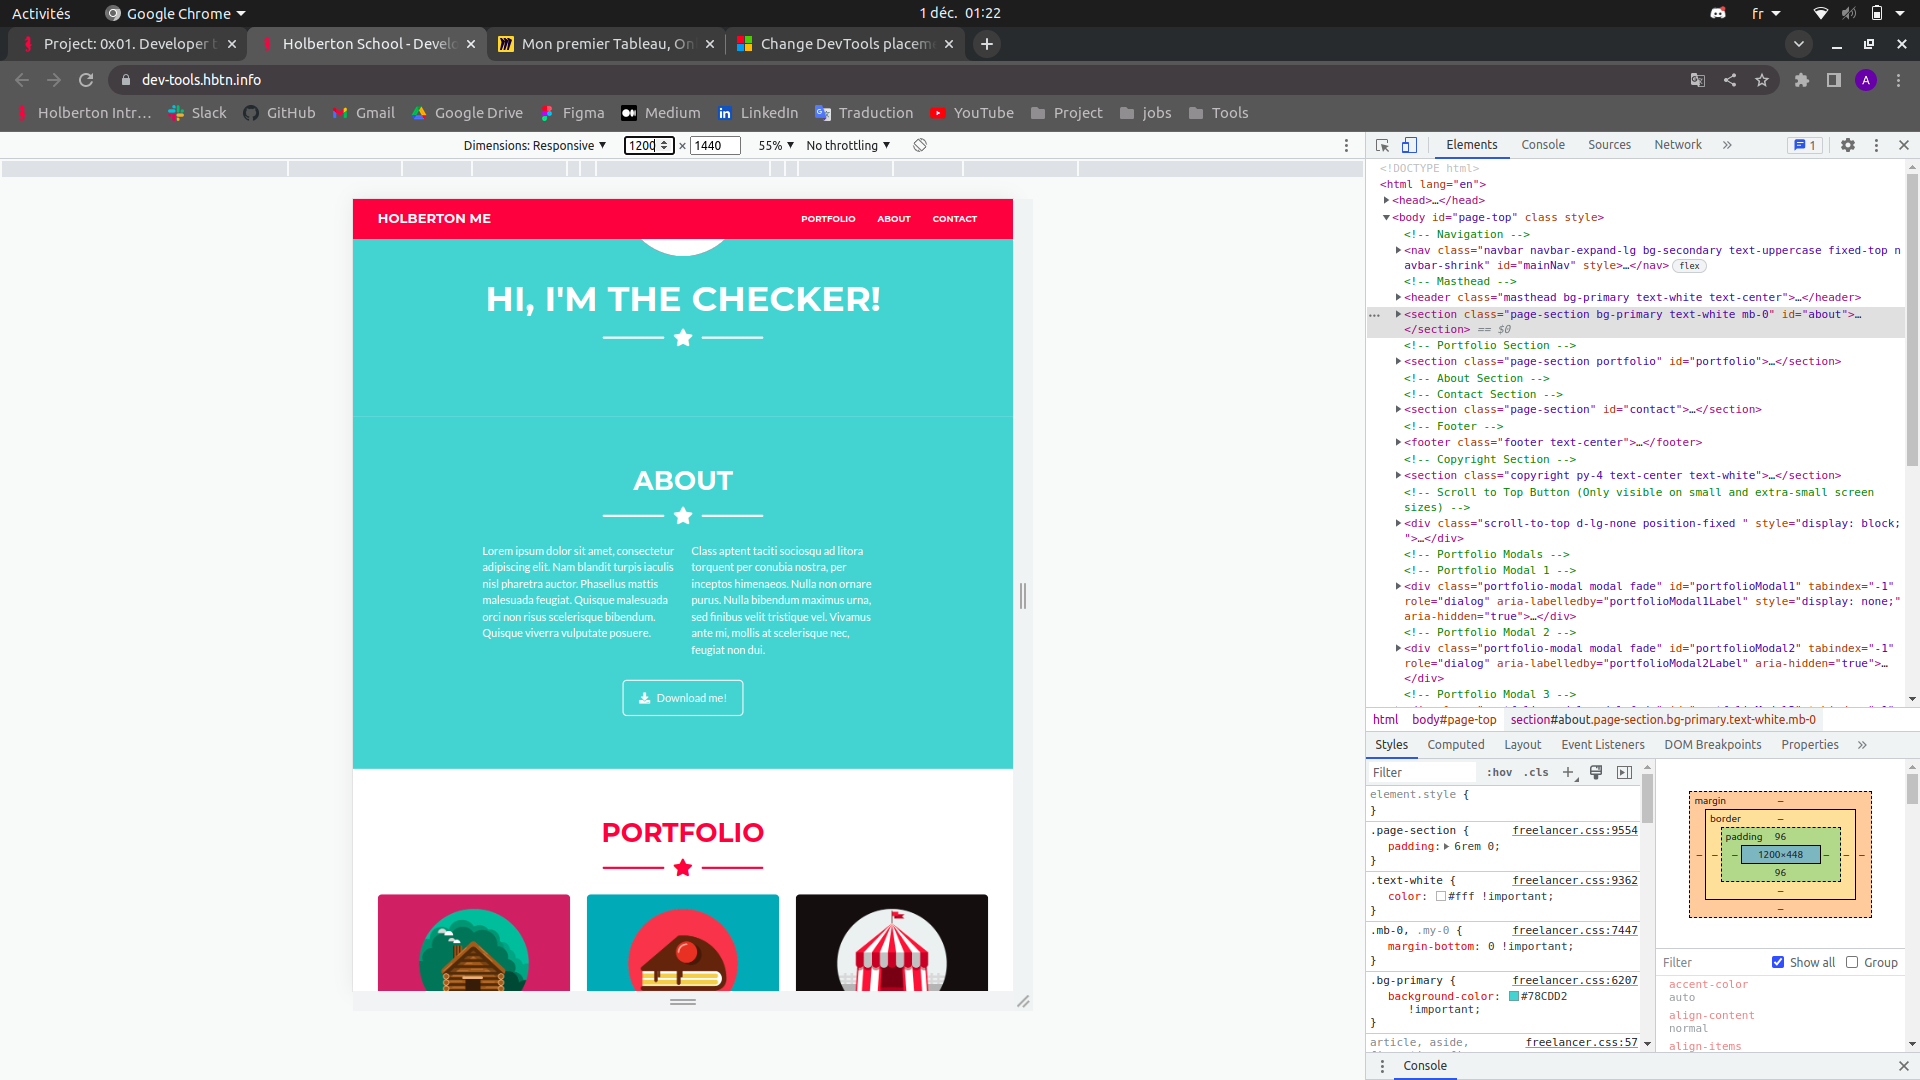 Activités
Google Chrome
1 déc. 01:22
fr
Project: 0x01. Developer t
Holberton School - Develo
Mon premier Tableau, Onl
Change DevTools placeme
dev-tools.hbtn.info
A
Holberton Intr…
Slack
GitHub
Gmail
Google Drive
Figma
Medium
LinkedIn
Traduction
YouTube
Project
jobs
Tools
Dimensions: Responsive
1200 × 1440
55%
No throttling
HOLBERTON ME
PORTFOLIO
ABOUT
CONTACT
HI, I'M THE CHECKER!
ABOUT
Lorem ipsum dolor sit amet, consectetur
adipiscing elit. Nam blandit turpis iaculis
nisl pharetra auctor. Phasellus mattis
malesuada feugiat. Quisque malesuada
orci non risus scelerisque bibendum.
Quisque viverra vulputate posuere.
Class aptent taciti sociosqu ad litora
torquent per conubia nostra, per
inceptos himenaeos. Nulla non ornare
purus. Nulla bibendum maximus urna,
sed finibus velit tristique vel. Vivamus
ante mi, mollis at scelerisque nec,
feugiat non dui.
Download me!
PORTFOLIO
Elements
Console
Sources
Network
1
<!DOCTYPE html>
<html lang="en">
<head>…</head>
<body id="page-top" class style>
<!-- Navigation -->
<nav class="navbar navbar-expand-lg bg-secondary text-uppercase fixed-top n
avbar-shrink" id="mainNav" style>…</nav> flex
<!-- Masthead -->
<header class="masthead bg-primary text-white text-center">…</header>
<section class="page-section bg-primary text-white mb-0" id="about">…
</section> == $0
<!-- Portfolio Section -->
<section class="page-section portfolio" id="portfolio">…</section>
<!-- About Section -->
<!-- Contact Section -->
<section class="page-section" id="contact">…</section>
<!-- Footer -->
<footer class="footer text-center">…</footer>
<!-- Copyright Section -->
<section class="copyright py-4 text-center text-white">…</section>
<!-- Scroll to Top Button (Only visible on small and extra-small screen
sizes) -->
<div class="scroll-to-top d-lg-none position-fixed " style="display: block;
">…</div>
<!-- Portfolio Modals -->
<!-- Portfolio Modal 1 -->
<div class="portfolio-modal modal fade" id="portfolioModal1" tabindex="-1"
role="dialog" aria-labelledby="portfolioModal1Label" style="display: none;"
aria-hidden="true">…</div>
<!-- Portfolio Modal 2 -->
<div class="portfolio-modal modal fade" id="portfolioModal2" tabindex="-1"
role="dialog" aria-labelledby="portfolioModal2Label" aria-hidden="true">…
</div>
<!-- Portfolio Modal 3 -->
html
body#page-top
section#about.page-section.bg-primary.text-white.mb-0
Styles
Computed
Layout
Event Listeners
DOM Breakpoints
Properties
Filter
:hov
.cls
element.style {
}
.page-section {
freelancer.css:9554
padding: 6rem 0;
}
.text-white {
freelancer.css:9362
color: #fff !important;
}
.mb-0, .my-0 {
freelancer.css:7447
margin-bottom: 0 !important;
}
.bg-primary {
freelancer.css:6207
background-color: #78CDD2
!important;
}
article, aside,
freelancer.css:57
margin
–
border
–
padding
96
– – – 1200×448 – – –
96
–
–
Filter
Show all
Group
accent-color
auto
align-content
normal
align-items
Console